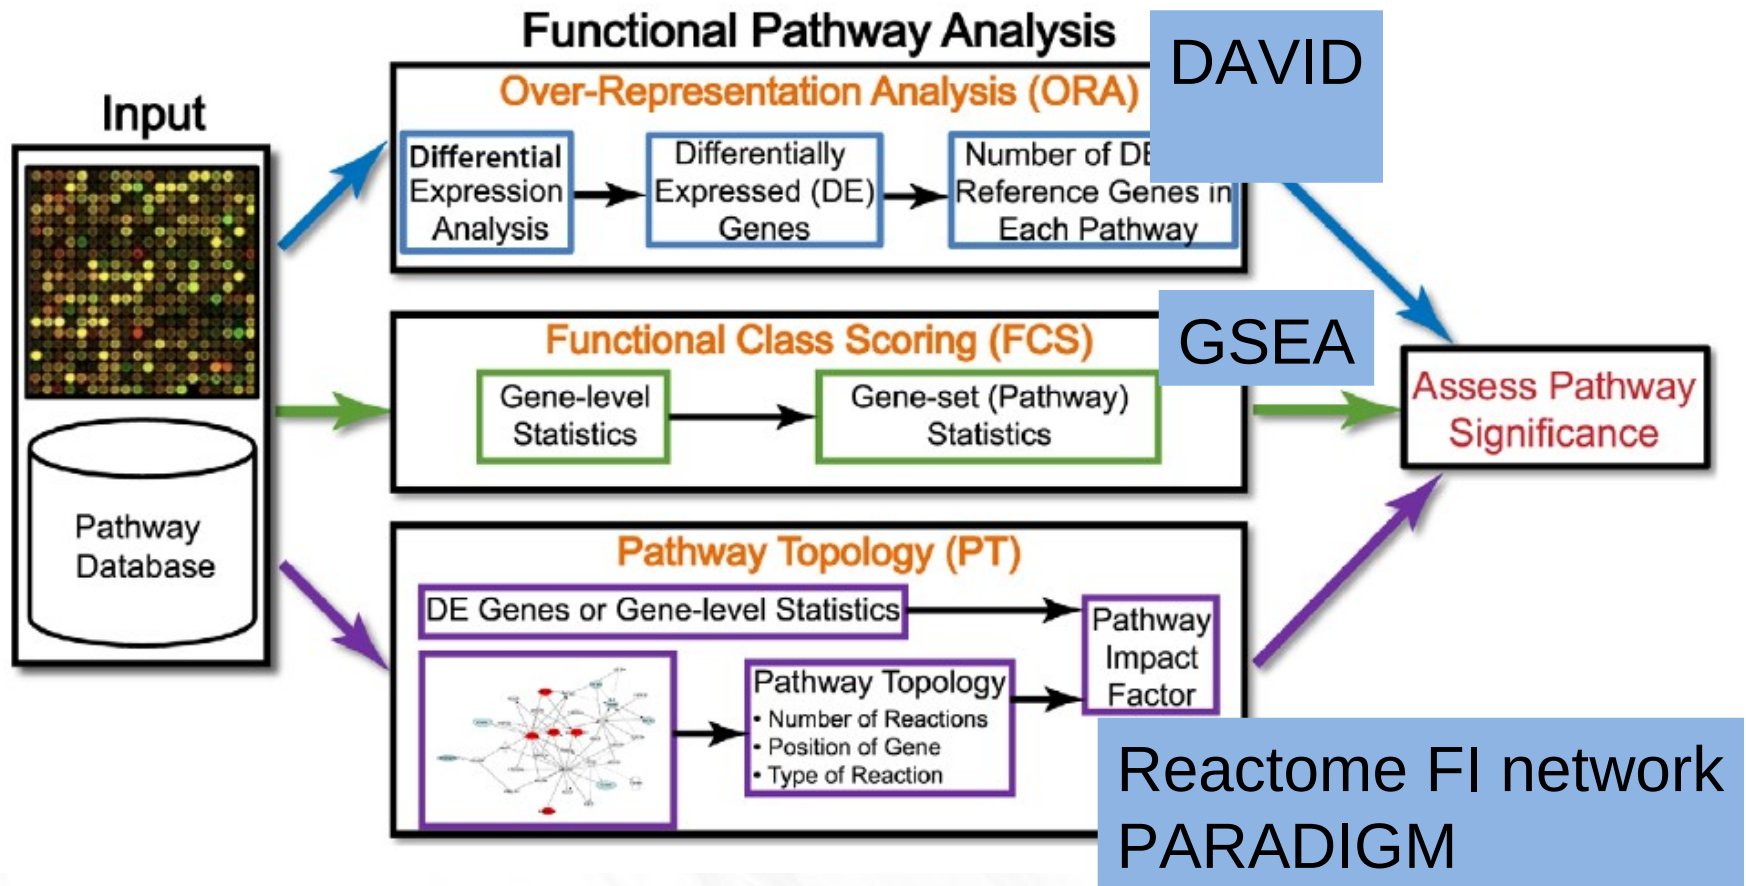 Functional Pathway Analysis
DAVID
Input
Over-Representation Analysis (ORA)
Differential
Expression
Analysis
Differentially
Expressed (DE)
Genes
Number of DE
Reference Genes in
Each Pathway
Functional Class Scoring (FCS)
GSEA
Gene-level
Statistics
Gene-set (Pathway)
Statistics
Assess Pathway
Significance
Pathway
Database
Pathway Topology (PT)
DE Genes or Gene-level Statistics
Pathway
Impact
Factor
Pathway Topology
• Number of Reactions
• Position of Gene
• Type of Reaction
Reactome FI network
PARADIGM